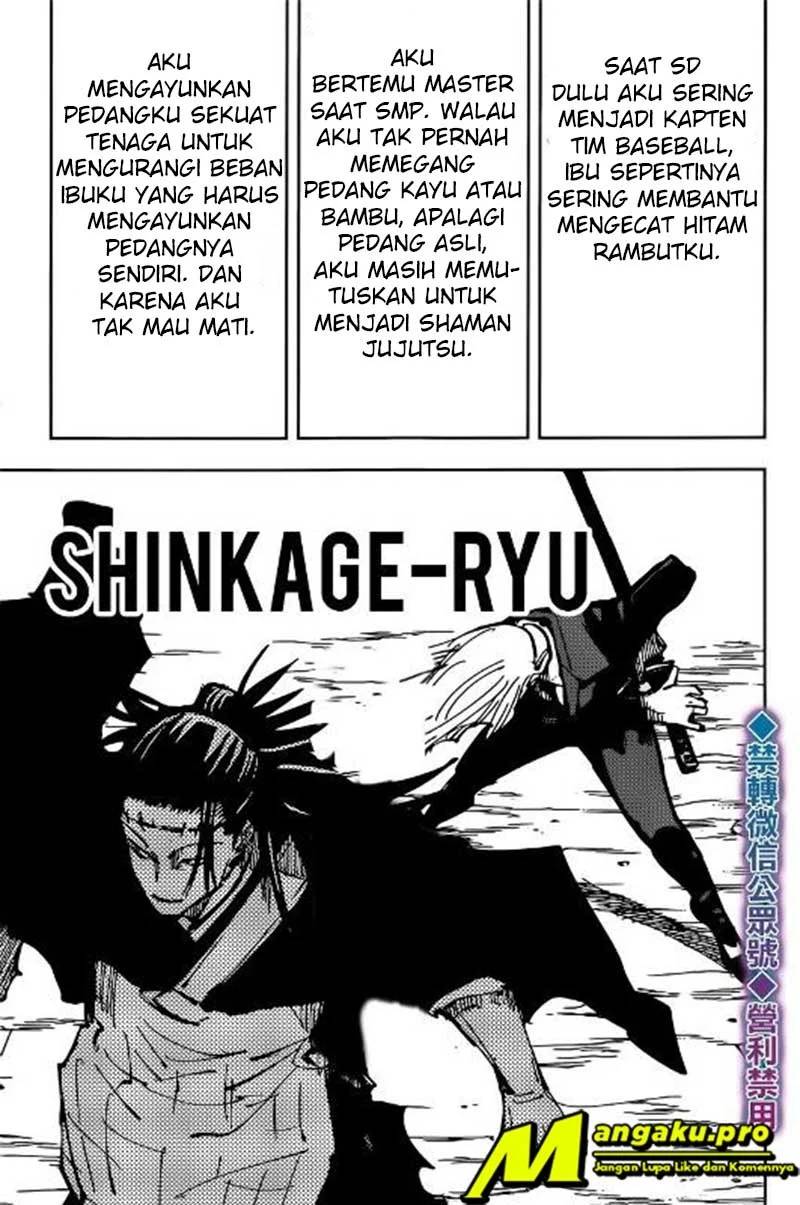 SAAT SD
DULU AKU SERING
MENJADI KAPTEN
TIM BASEBALL,
IBU SEPERTINYA
SERING MEMBANTU
MENGECAT HITAM
RAMBUTKU.
AKU
BERTEMU MASTER
SAAT SMP. WALAU
AKU TAK PERNAH
MEMEGANG
PEDANG KAYU ATAU
BAMBU, APALAGI
PEDANG ASLI,
AKU MASIH MEMU-
TUSKAN UNTUK
MENJADI SHAMAN
JUJUTSU.
AKU
MENGAYUNKAN
PEDANGKU SEKUAT
TENAGA UNTUK
MENGURANGI BEBAN
IBUKU YANG HARUS
MENGAYUNKAN
PEDANGNYA
SENDIRI. DAN
KARENA AKU
TAK MAU MATI.
SHINKAGE-RYU
◆禁轉微信公眾號◆營利禁用
Mangaku.pro
Jangan Lupa Like dan Komennya